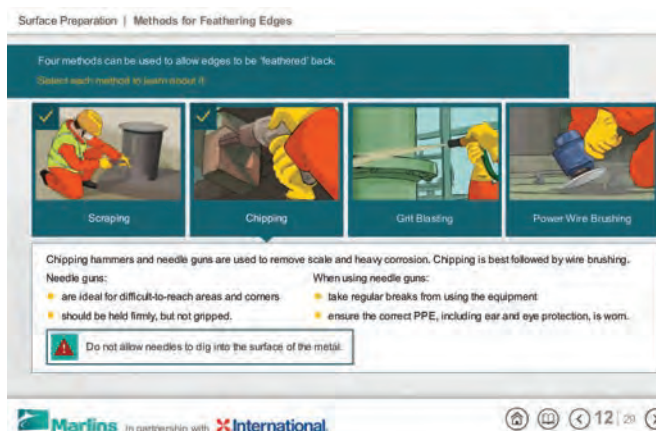 Surface Preparation | Methods for Feathering Edges
Four methods can be used to allow edges to be 'feathered' back.
Select each method to learn about it.
Scraping
Chipping
Grit Blasting
Power Wire Brushing
Chipping hammers and needle guns are used to remove scale and heavy corrosion. Chipping is best followed by wire brushing.
Needle guns:
are ideal for difficult-to-reach areas and corners
should be held firmly, but not gripped.
When using needle guns:
take regular breaks from using the equipment
ensure the correct PPE, including ear and eye protection, is worn.
Do not allow needles to dig into the surface of the metal.
Marlins In partnership with International.
12 | 29